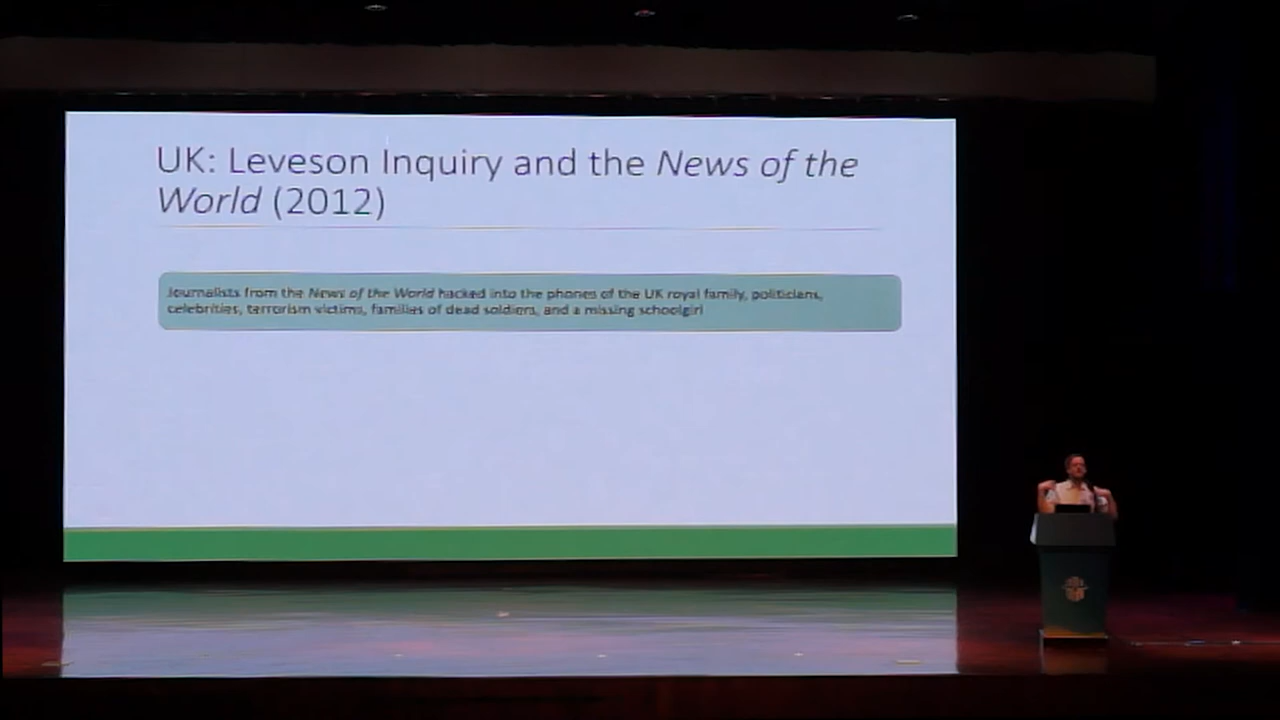 UK: Leveson Inquiry and the News of the
World (2012)
Journalists from the News of the World hacked into the phones of the UK royal family, politicians,
celebrities, terrorism victims, families of dead soldiers, and a missing schoolgirl